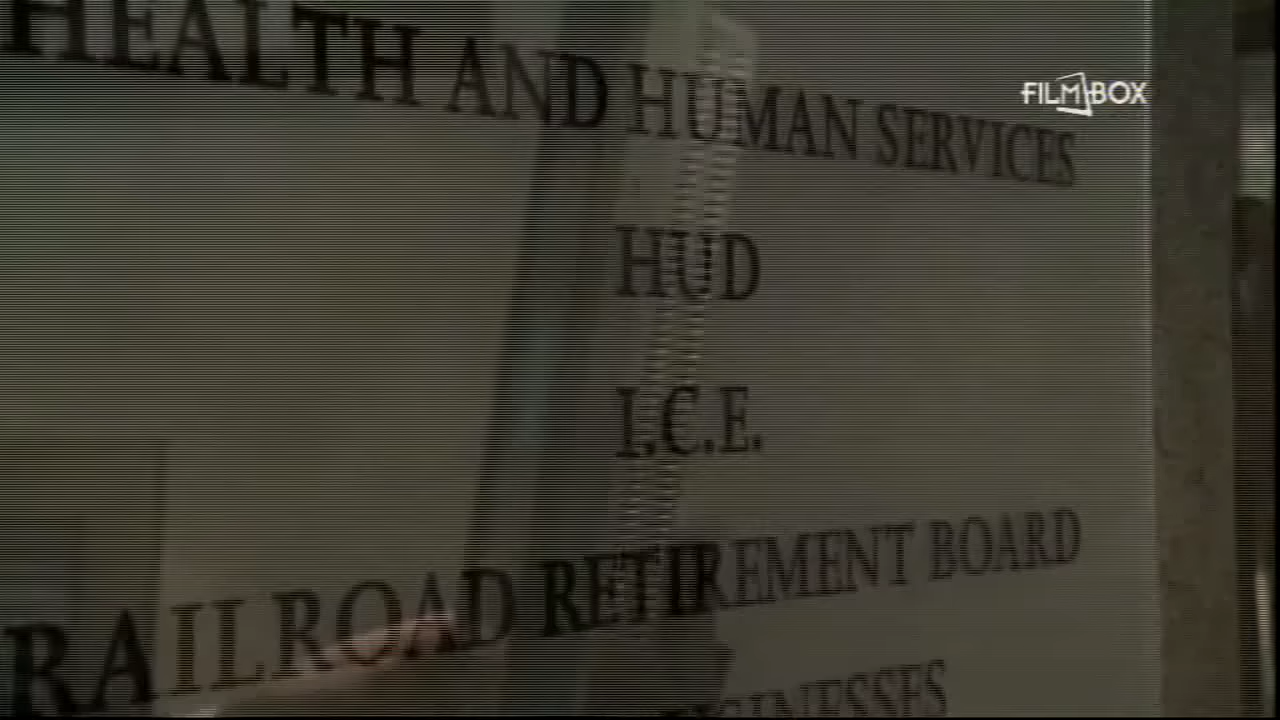 HEALTH AND HUMAN SERVICES
FILMBOX
HUD
I.C.E.
RAILROAD RETIREMENT BOARD